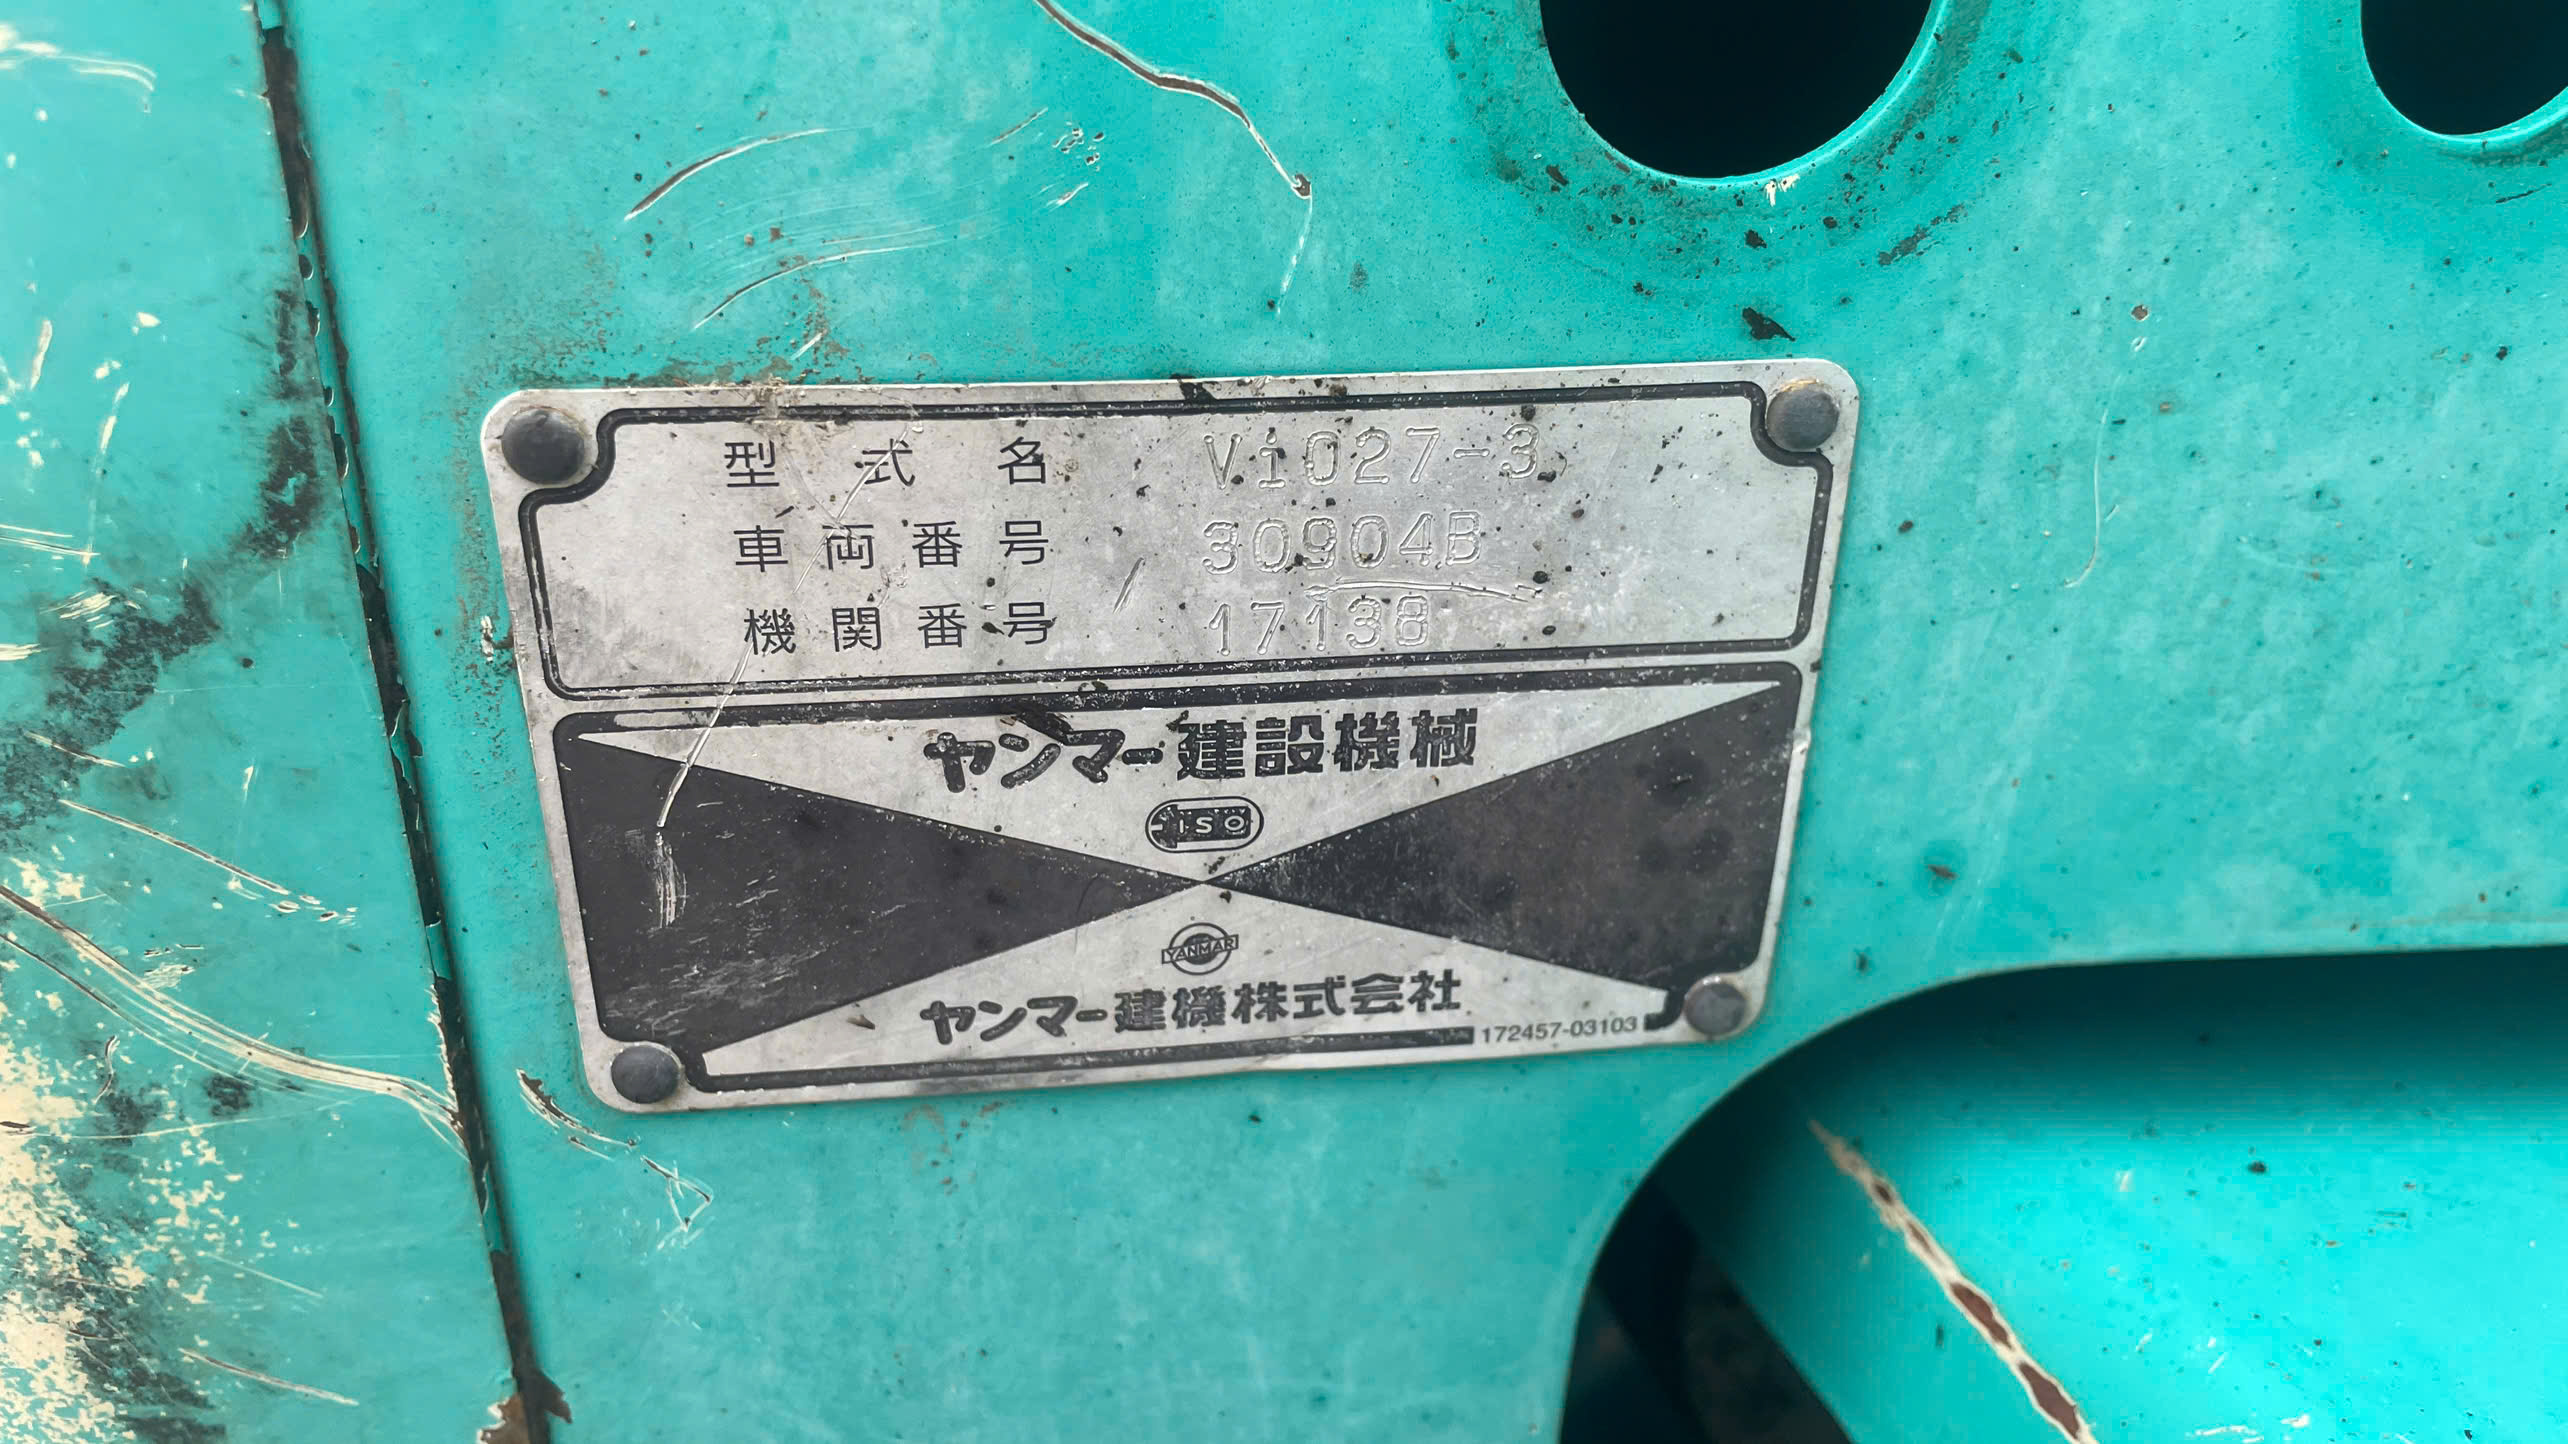 型式名 ViO27-3
車両番号 30904B
機関番号 17138
ヤンマー建設機械
ISO
YANMAR
ヤンマー建機株式会社
172457-03103